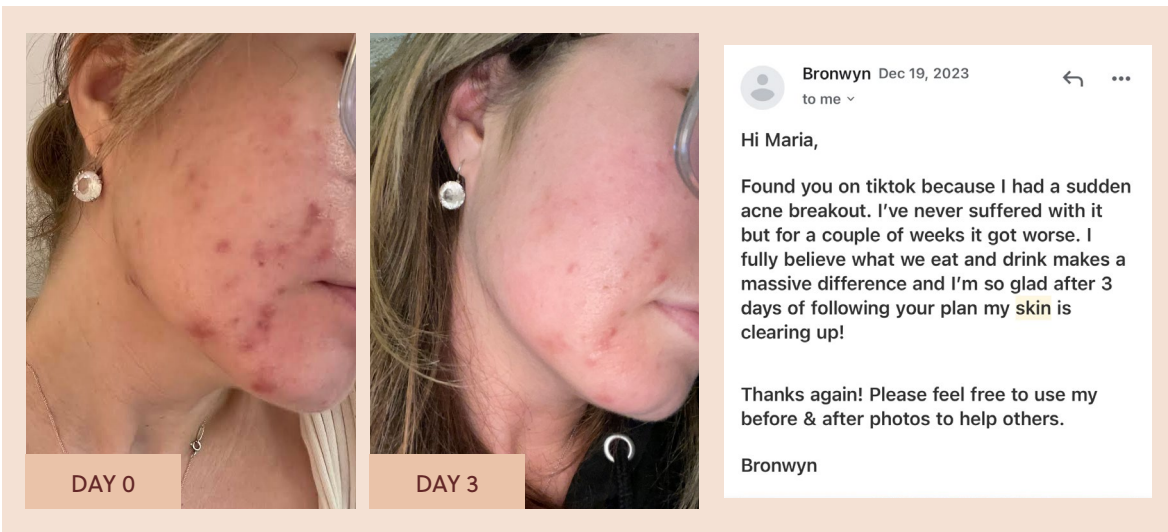 DAY 0
DAY 3
Bronwyn Dec 19, 2023
to me
Hi Maria,
Found you on tiktok because I had a sudden
acne breakout. I've never suffered with it
but for a couple of weeks it got worse. I
fully believe what we eat and drink makes a
massive difference and I'm so glad after 3
days of following your plan my skin is
clearing up!
Thanks again! Please feel free to use my
before & after photos to help others.
Bronwyn